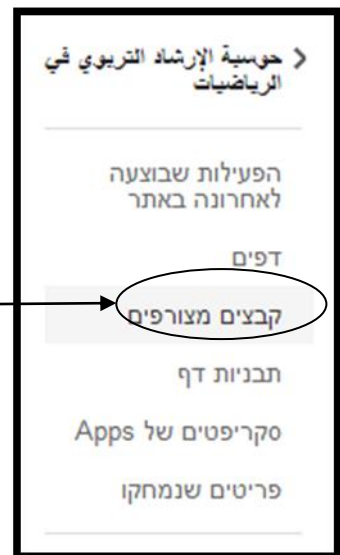 حوسبة الإرشاد التربوي في
الرياضيات
הפעילות שבוצעה
לאחרונה באתר
דפים
קבצים מצורפים
תבניות דף
סקריפטים של Apps
פריטים שנמחקו